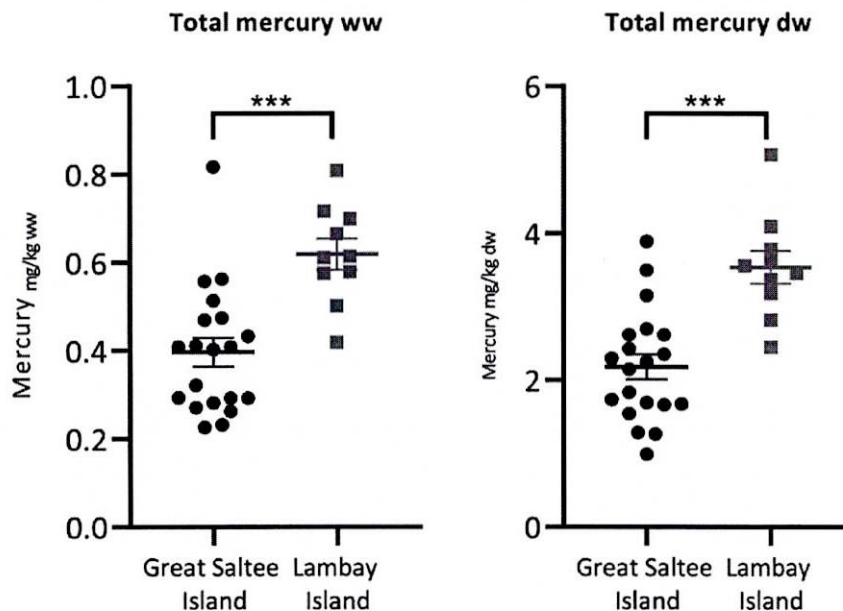 Total mercury ww
1.0
0.8
0.6
0.4
0.2
0.0
Mercury mg/kg ww
***
Great Saltee
Island
Lambay
Island
Total mercury dw
6
4
2
0
Mercury mg/kg dw
***
Great Saltee
Island
Lambay
Island